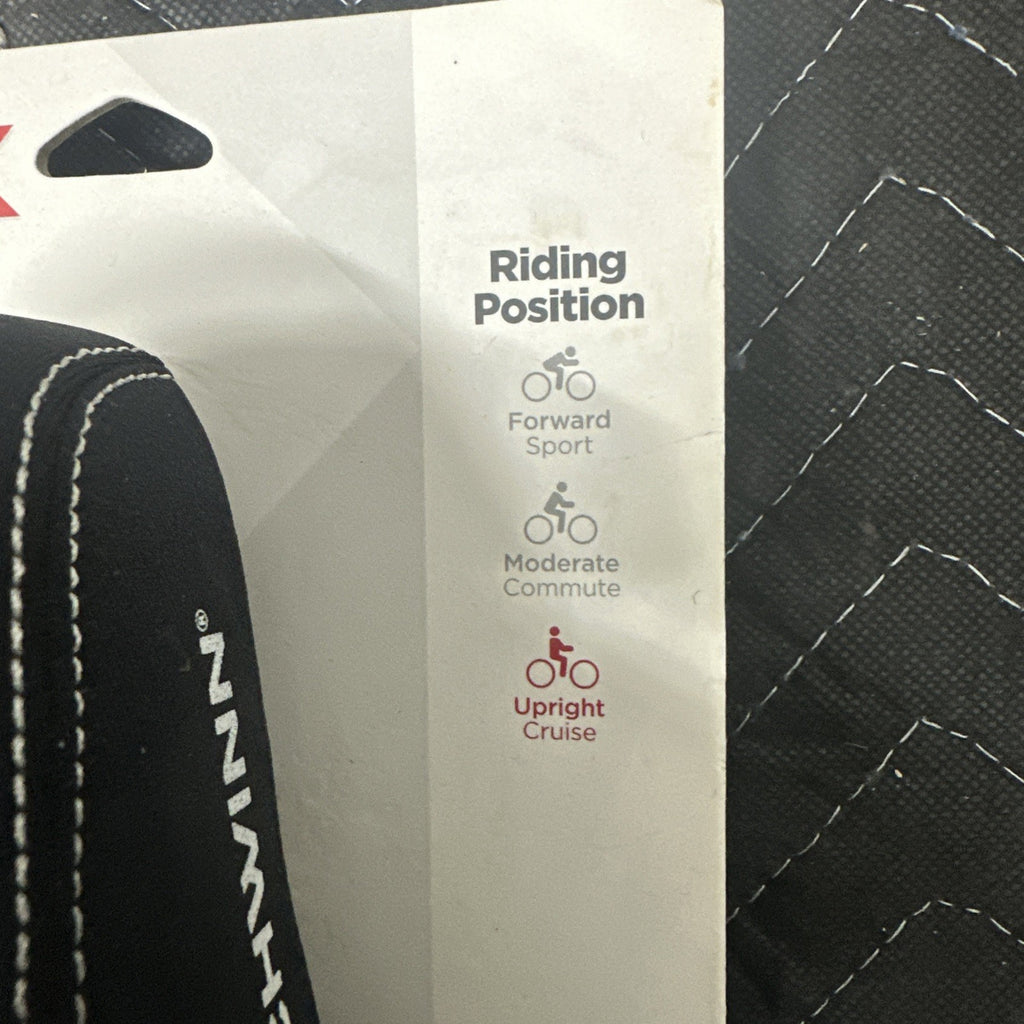 Riding
Position
Forward
Sport
Moderate
Commute
Upright
Cruise